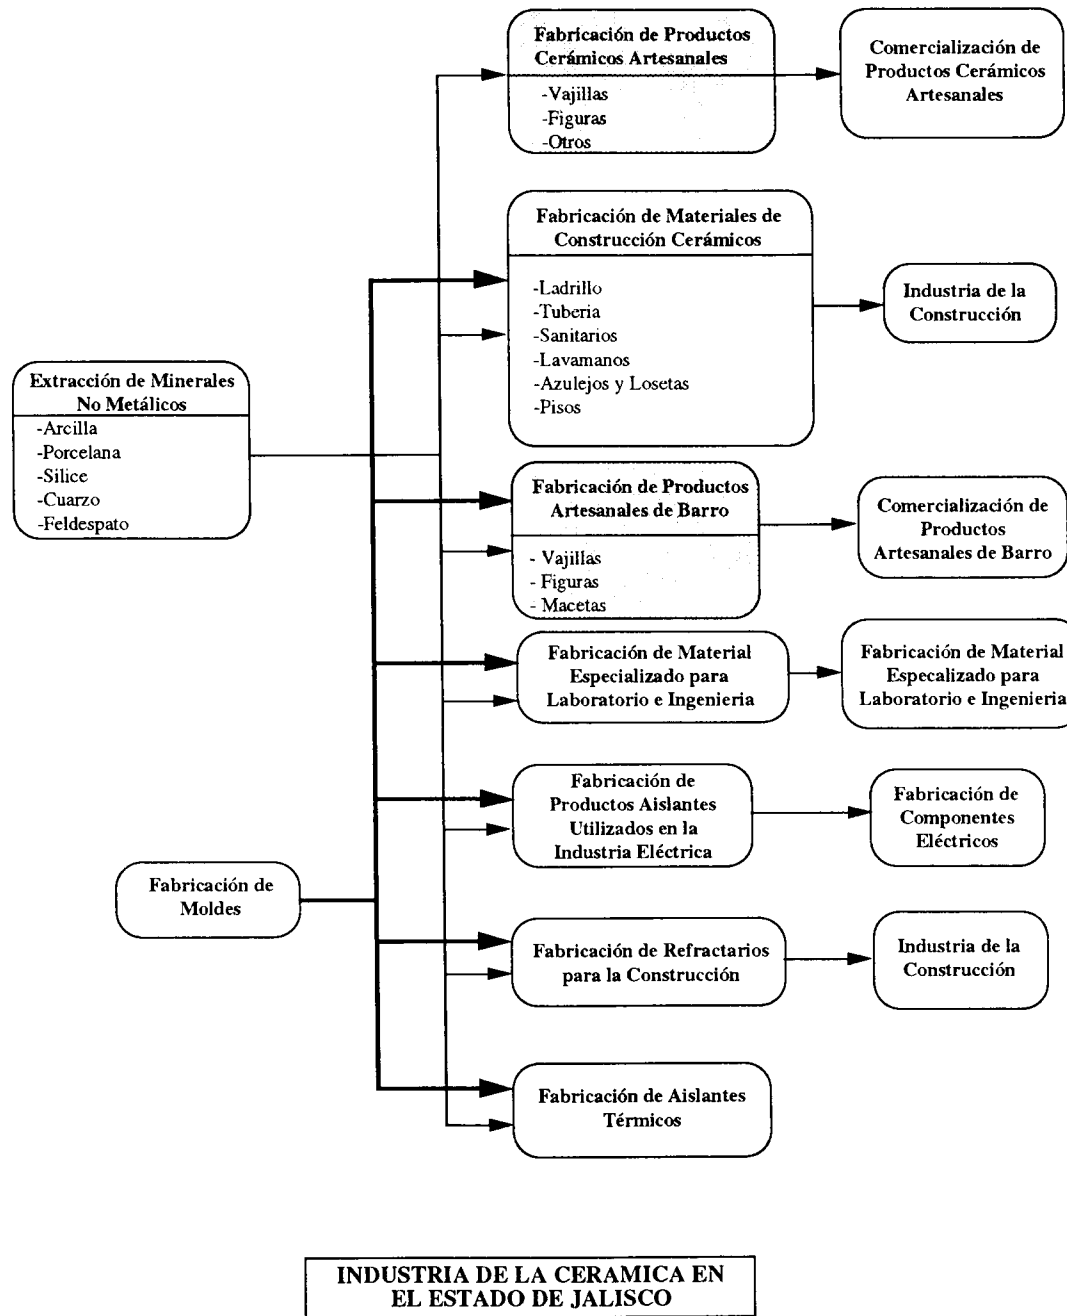 Fabricación de Productos
Cerámicos Artesanales
-Vajillas
-Figuras
-Otros
Comercialización de
Productos Cerámicos
Artesanales
Fabricación de Materiales de
Construcción Cerámicos
-Ladrillo
-Tuberia
-Sanitarios
-Lavamanos
-Azulejos y Losetas
-Pisos
Industria de la
Construcción
Extracción de Minerales
No Metálicos
-Arcilla
-Porcelana
-Silice
-Cuarzo
-Feldespato
Fabricación de Productos
Artesanales de Barro
- Vajillas
- Figuras
- Macetas
Comercialización de
Productos
Artesanales de Barro
Fabricación de Material
Especializado para
Laboratorio e Ingenieria
Fabricación de Material
Especalizado para
Laboratorio e Ingenieria
Fabricación de
Productos Aislantes
Utilizados en la
Industria Eléctrica
Fabricación de
Componentes
Eléctricos
Fabricación de
Moldes
Fabricación de Refractarios
para la Construcción
Industria de la
Construcción
Fabricación de Aislantes
Térmicos
INDUSTRIA DE LA CERAMICA EN
EL ESTADO DE JALISCO